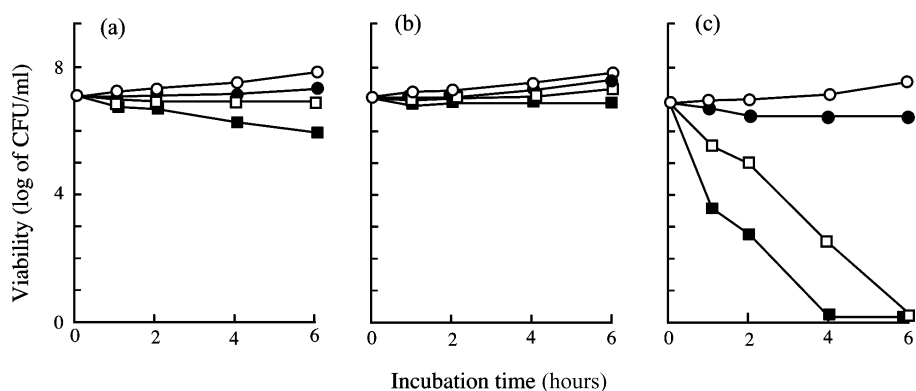 (a) (b) (c)
8
4
0
Viability (log of CFU/ml)
0 2 4 6 0 2 4 6 0 2 4 6
Incubation time (hours)